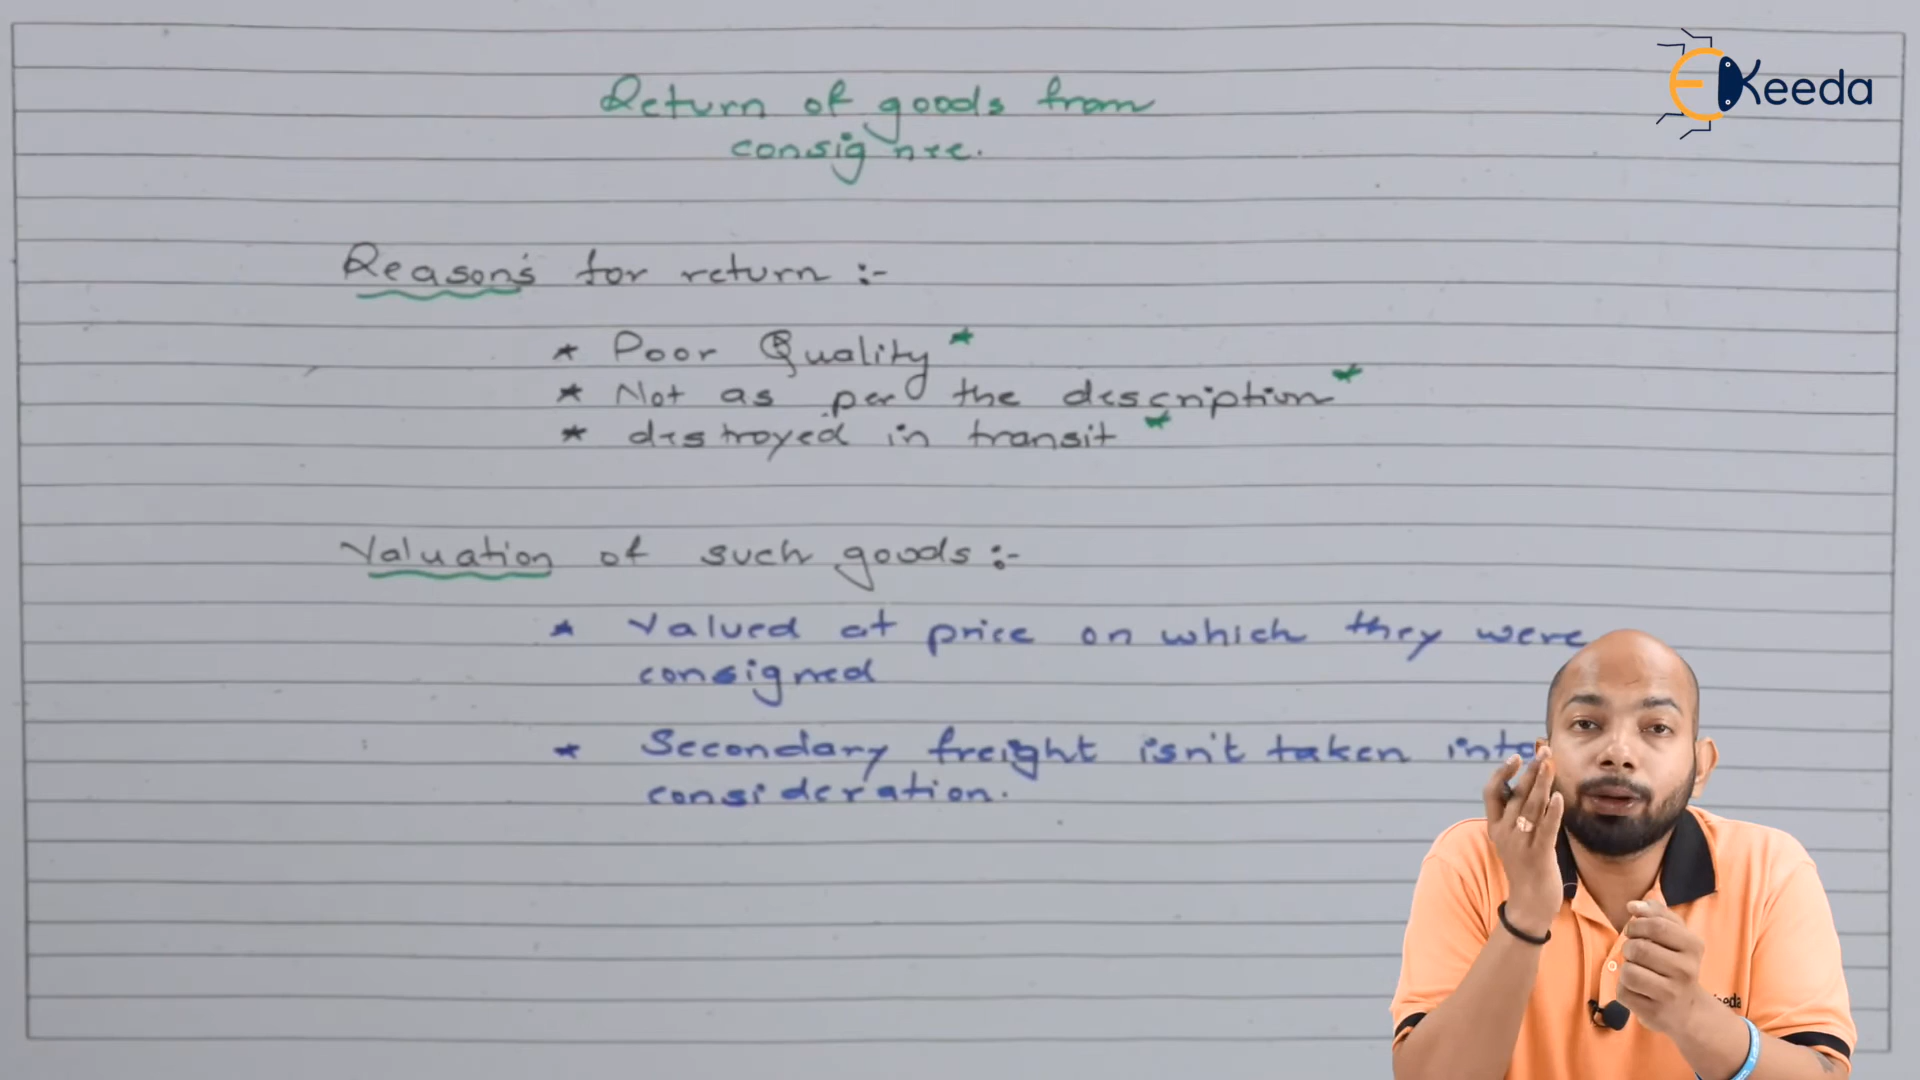 Return of goods from
consignee.
EKeeda
Reasons for return :-
* Poor Quality *
* Not as per the description *
* destroyed in transit *
Valuation of such goods :-
* Valued at price on which they were
consigned
* Secondary freight isn't taken into
consideration.